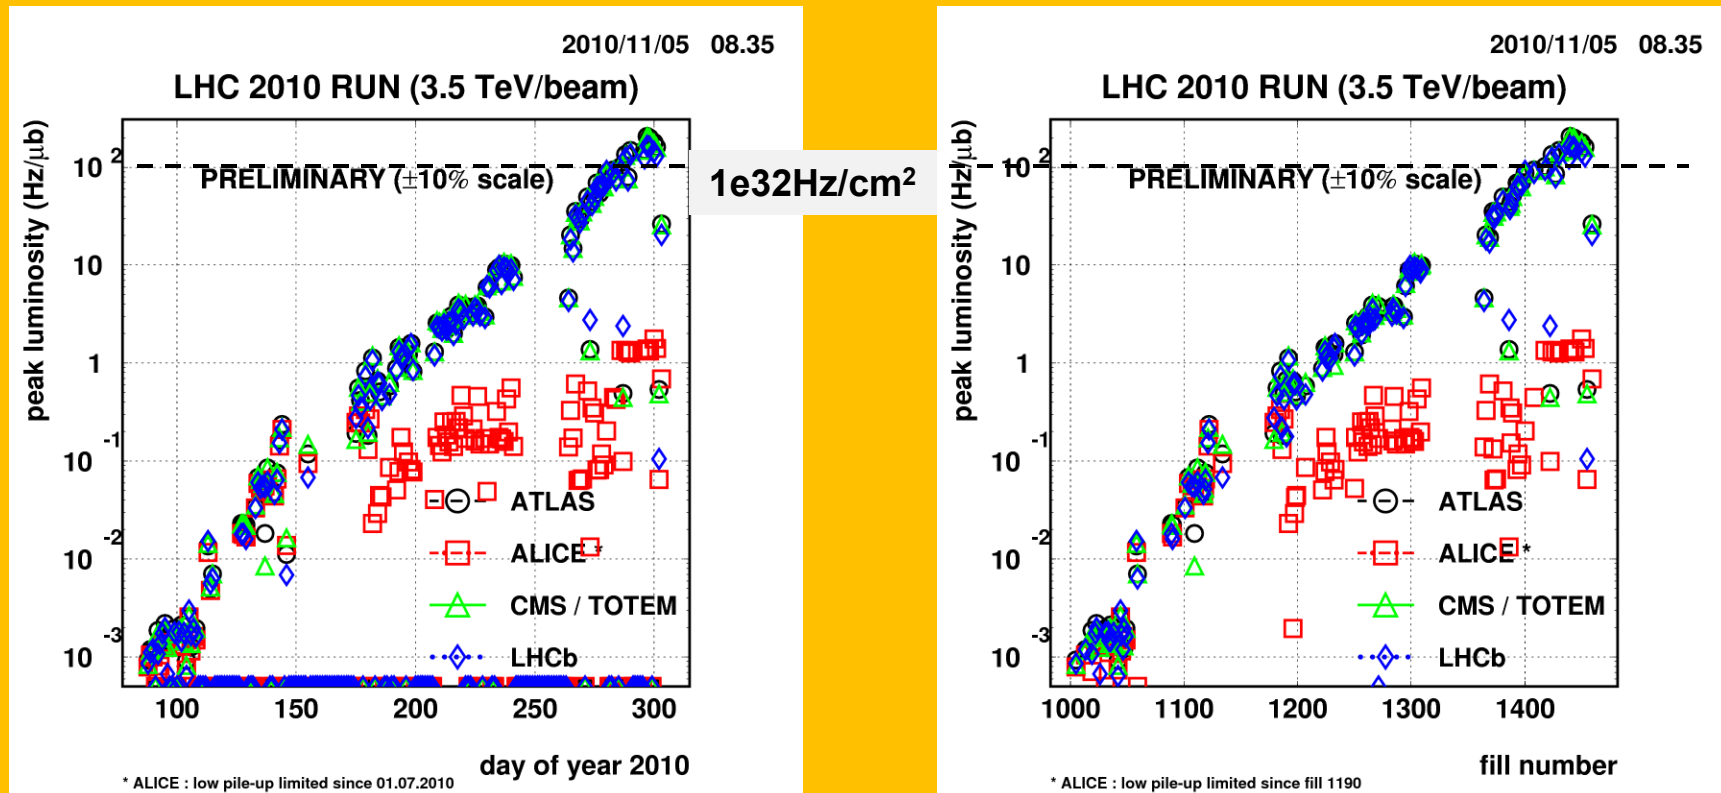 2010/11/05 08.35
LHC 2010 RUN (3.5 TeV/beam)
peak luminosity (Hz/μb)
10 2
10
1
10 -1
10 -2
10 -3
PRELIMINARY (±10% scale)
ATLAS
ALICE *
CMS / TOTEM
LHCb
100 150 200 250 300
day of year 2010
* ALICE : low pile-up limited since 01.07.2010
1e32Hz/cm²
2010/11/05 08.35
LHC 2010 RUN (3.5 TeV/beam)
peak luminosity (Hz/μb)
10 2
10
1
10 -1
10 -2
10 -3
PRELIMINARY (±10% scale)
ATLAS
ALICE *
CMS / TOTEM
LHCb
1000 1100 1200 1300 1400
fill number
* ALICE : low pile-up limited since fill 1190